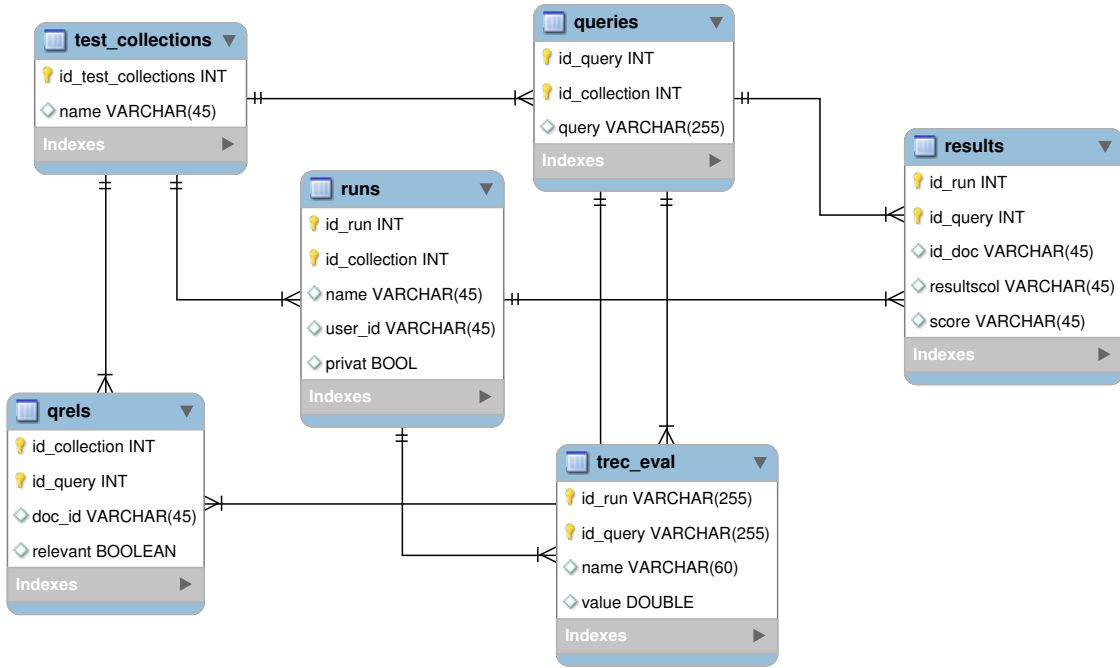 test_collections
id_test_collections INT
name VARCHAR(45)
Indexes
queries
id_query INT
id_collection INT
query VARCHAR(255)
Indexes
results
id_run INT
id_query INT
id_doc VARCHAR(45)
resultscol VARCHAR(45)
score VARCHAR(45)
Indexes
runs
id_run INT
id_collection INT
name VARCHAR(45)
user_id VARCHAR(45)
privat BOOL
Indexes
qrels
id_collection INT
id_query INT
doc_id VARCHAR(45)
relevant BOOLEAN
Indexes
trec_eval
id_run VARCHAR(255)
id_query VARCHAR(255)
name VARCHAR(60)
value DOUBLE
Indexes